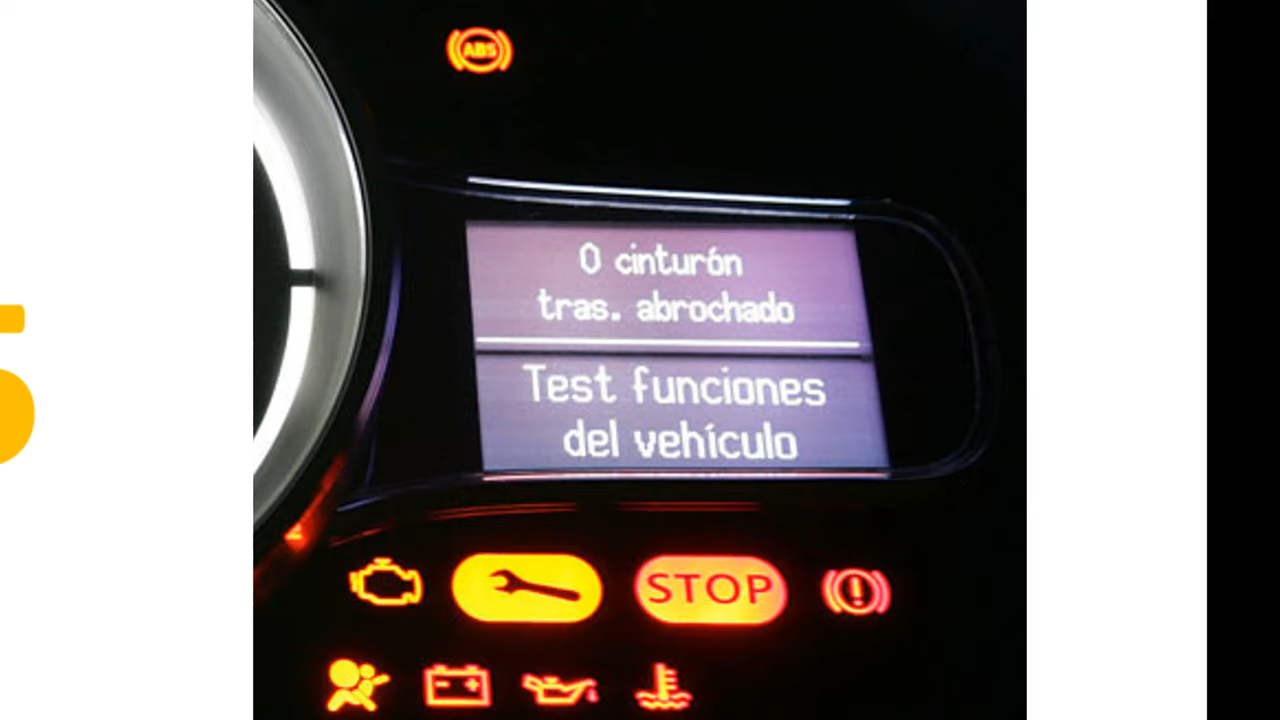 ABS
0 cinturón
tras. abrochado
Test funciones
del vehículo
STOP